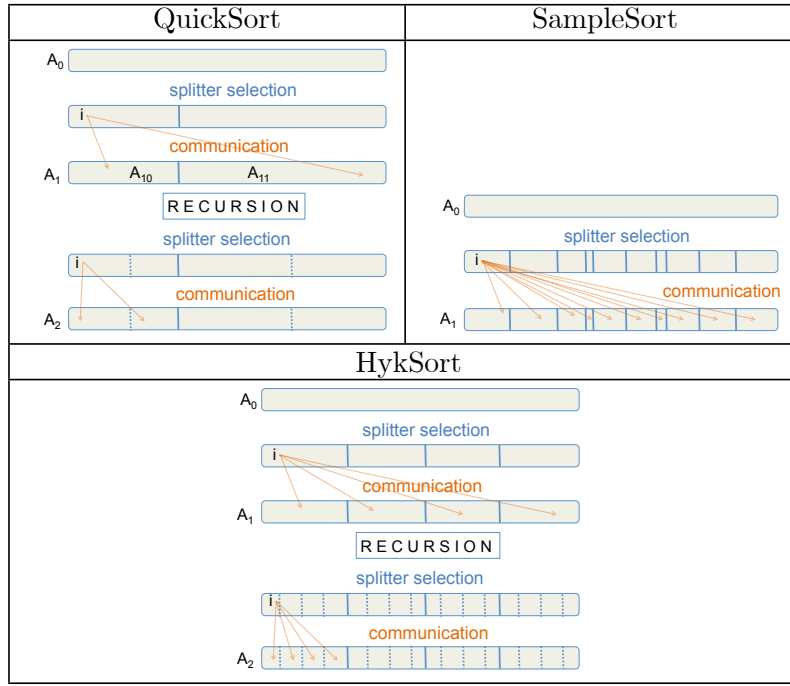 QuickSort
A0
splitter selection
i
communication
A1
A10
A11
RECURSION
splitter selection
i
communication
A2
SampleSort
A0
splitter selection
i
communication
A1
HykSort
A0
splitter selection
i
communication
A1
RECURSION
splitter selection
i
communication
A2